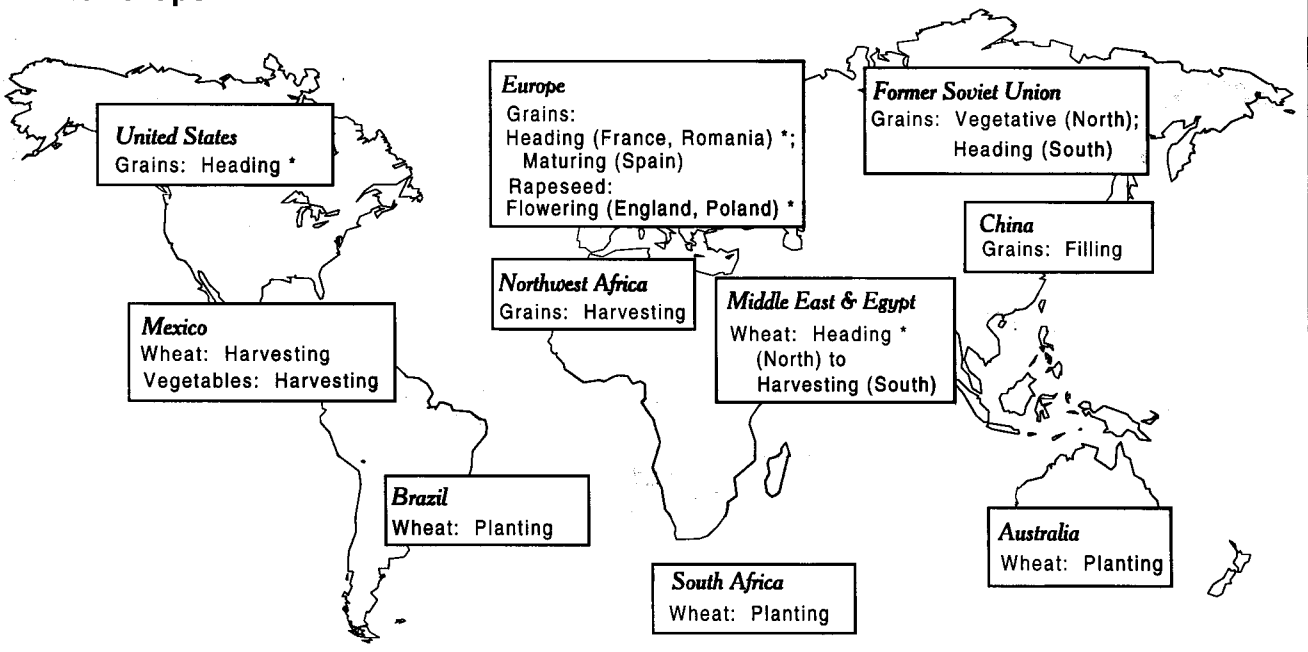 United States
Grains: Heading *
Europe
Grains:
Heading (France, Romania) *;
Maturing (Spain)
Rapeseed:
Flowering (England, Poland) *
Former Soviet Union
Grains: Vegetative (North);
Heading (South)
China
Grains: Filling
Northwest Africa
Grains: Harvesting
Middle East & Egypt
Wheat: Heading *
(North) to
Harvesting (South)
Mexico
Wheat: Harvesting
Vegetables: Harvesting
Brazil
Wheat: Planting
South Africa
Wheat: Planting
Australia
Wheat: Planting